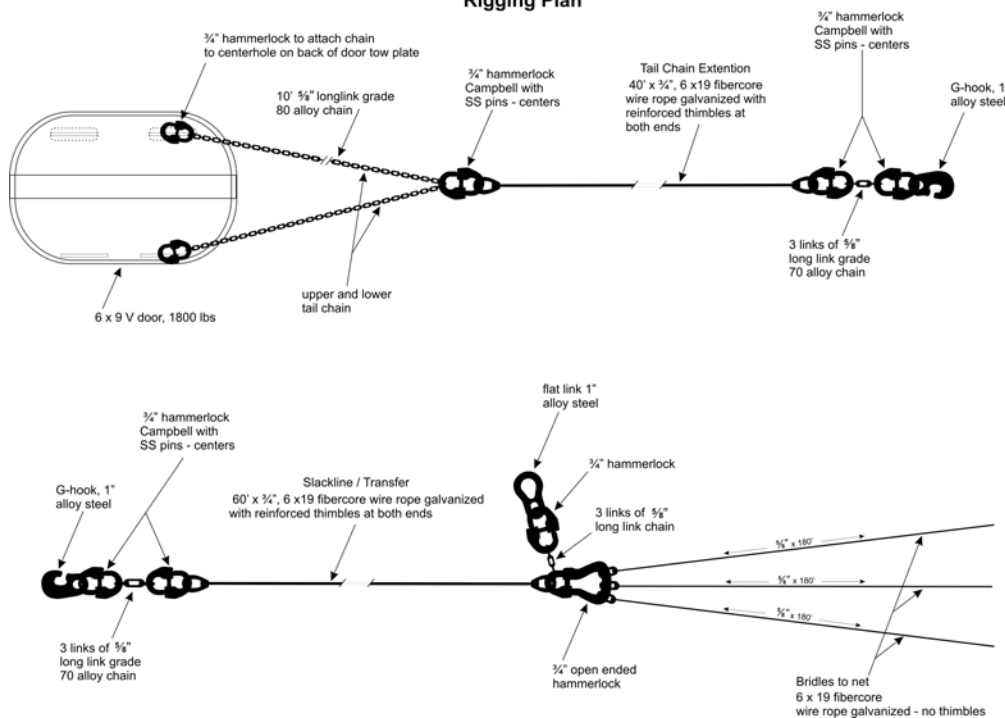 Rigging Plan
¾" hammerlock to attach chain
to centerhole on back of door tow plate
10' ⅝" longlink grade
80 alloy chain
¾" hammerlock
Campbell with
SS pins - centers
Tail Chain Extention
40' x ¾", 6 x19 fibercore
wire rope galvanized with
reinforced thimbles at
both ends
¾" hammerlock
Campbell with
SS pins - centers
G-hook, 1"
alloy steel
3 links of ⅝"
long link grade
70 alloy chain
upper and lower
tail chain
6 x 9 V door, 1800 lbs
flat link 1"
alloy steel
¾" hammerlock
Campbell with
SS pins - centers
¾" hammerlock
G-hook, 1"
alloy steel
Slackline / Transfer
60' x ¾", 6 x19 fibercore wire rope galvanized
with reinforced thimbles at both ends
3 links of ⅝"
long link chain
⅝" x 180'
⅝" x 180'
⅝" x 180'
3 links of ⅝"
long link grade
70 alloy chain
¾" open ended
hammerlock
Bridles to net
6 x 19 fibercore
wire rope galvanized - no thimbles